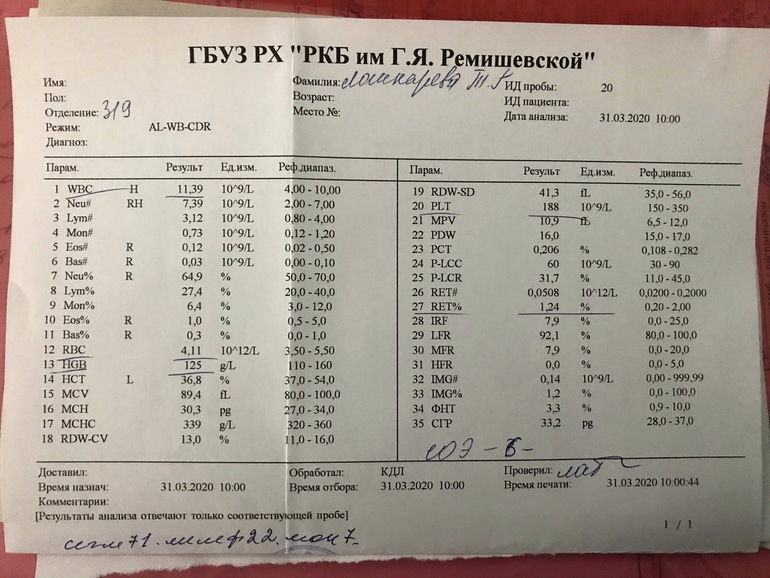 ГБУЗ РХ "РКБ им Г.Я. Ремишевской"
Имя:
Фамилия: Лошкарева Т.Г
ИД пробы: 20
Пол:
Возраст:
ИД пациента:
Отделение: 319
Место №:
Дата анализа: 31.03.2020 10:00
Режим: AL-WB-CDR
Диагноз:
Парам. Результ Ед.изм. Реф.диапаз.
1 WBC H 11,39 10^9/L 4,00 - 10,00
2 Neu# RH 7,39 10^9/L 2,00 - 7,00
3 Lym# 3,12 10^9/L 0,80 - 4,00
4 Mon# 0,73 10^9/L 0,12 - 1,20
5 Eos# R 0,12 10^9/L 0,02 - 0,50
6 Bas# R 0,03 10^9/L 0,00 - 0,10
7 Neu% R 64,9 % 50,0 - 70,0
8 Lym% 27,4 % 20,0 - 40,0
9 Mon% 6,4 % 3,0 - 12,0
10 Eos% R 1,0 % 0,5 - 5,0
11 Bas% R 0,3 % 0,0 - 1,0
12 RBC 4,11 10^12/L 3,50 - 5,50
13 HGB 125 g/L 110 - 160
14 HCT L 36,8 % 37,0 - 54,0
15 MCV 89,4 fL 80,0 - 100,0
16 MCH 30,3 pg 27,0 - 34,0
17 MCHC 339 g/L 320 - 360
18 RDW-CV 13,0 % 11,0 - 16,0
Парам. Результ Ед.изм. Реф.диапаз.
19 RDW-SD 41,3 fL 35,0 - 56,0
20 PLT 188 10^9/L 150 - 350
21 MPV 10,9 fL 6,5 - 12,0
22 PDW 16,0 15,0 - 17,0
23 PCT 0,206 % 0,108 - 0,282
24 P-LCC 60 10^9/L 30 - 90
25 P-LCR 31,7 % 11,0 - 45,0
26 RET# 0,0508 10^12/L 0,0200 - 0,2000
27 RET% 1,24 % 0,20 - 2,00
28 IRF 7,9 % 0,0 - 25,0
29 LFR 92,1 % 80,0 - 100,0
30 MFR 7,9 % 0,0 - 20,0
31 HFR 0,0 % 0,0 - 5,0
32 IMG# 0,14 10^9/L 0,00 - 999,99
33 IMG% 1,2 % 0,0 - 100,0
34 ФНТ 3,3 % 0,9 - 10,0
35 СГР 33,2 pg 28,0 - 37,0
СОЭ - 6 -
Доставил:
Обработал: КДЛ
Проверил:
Время назнач: 31.03.2020 10:00
Время отбора: 31.03.2020 10:00
Время печати: 31.03.2020 10:00:44
Комментарии:
[Результаты анализа отвечают только соответствующей пробе]
1 / 1
сегм 71. лимф 22. мон 7.